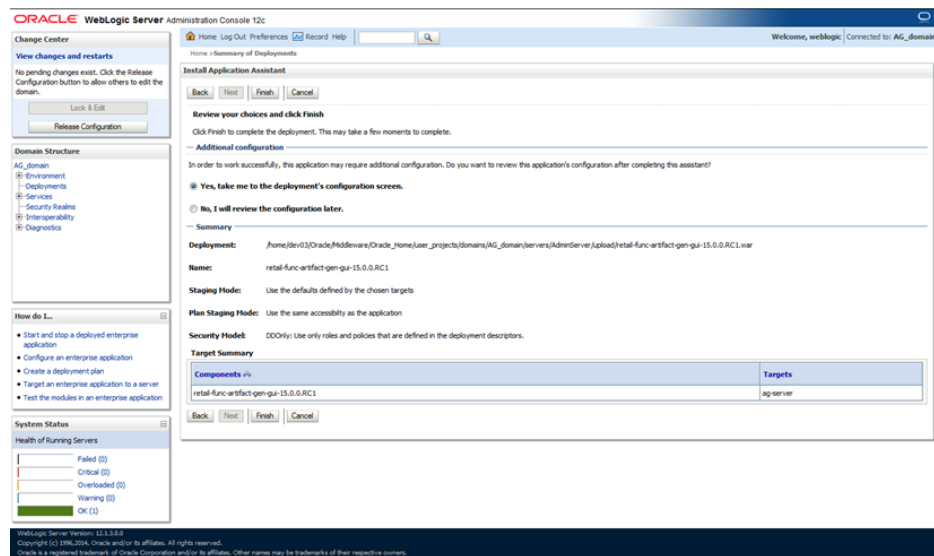 ORACLE WebLogic Server Administration Console 12c
Change Center
View changes and restarts
No pending changes exist. Click the Release
Configuration button to allow others to edit the
domain.
Lock & Edit
Release Configuration
Domain Structure
AG_domain
Environment
Deployments
Services
Security Realms
Interoperability
Diagnostics
How do I...
Start and stop a deployed enterprise
application
Configure an enterprise application
Create a deployment plan
Target an enterprise application to a server
Test the modules in an enterprise application
System Status
Health of Running Servers
Failed (0)
Critical (0)
Overloaded (0)
Warning (0)
OK (1)
Home Log Out Preferences Record Help
Welcome, weblogic Connected to: AG_domain
Home >Summary of Deployments
Install Application Assistant
Back Next Finish Cancel
Review your choices and click Finish
Click Finish to complete the deployment. This may take a few moments to complete.
Additional configuration
In order to work successfully, this application may require additional configuration. Do you want to review this application's configuration after completing this assistant?
Yes, take me to the deployment's configuration screen.
No, I will review the configuration later.
Summary
Deployment: /home/dev03/Oracle/Middleware/Oracle_Home/user_projects/domains/AG_domain/servers/AdminServer/upload/retail-func-artifact-gen-gui-15.0.0.RC1.war
Name: retail-func-artifact-gen-gui-15.0.0.RC1
Staging Mode: Use the defaults defined by the chosen targets
Plan Staging Mode: Use the same accessibilty as the application
Security Model: DDOnly: Use only roles and policies that are defined in the deployment descriptors.
Target Summary
Components Targets
retail-func-artifact-gen-gui-15.0.0.RC1 ag-server
Back Next Finish Cancel
WebLogic Server Version: 12.1.3.0.0
Copyright (c) 1996,2014, Oracle and/or its affiliates. All rights reserved.
Oracle is a registered trademark of Oracle Corporation and/or its affiliates. Other names may be trademarks of their respective owners.